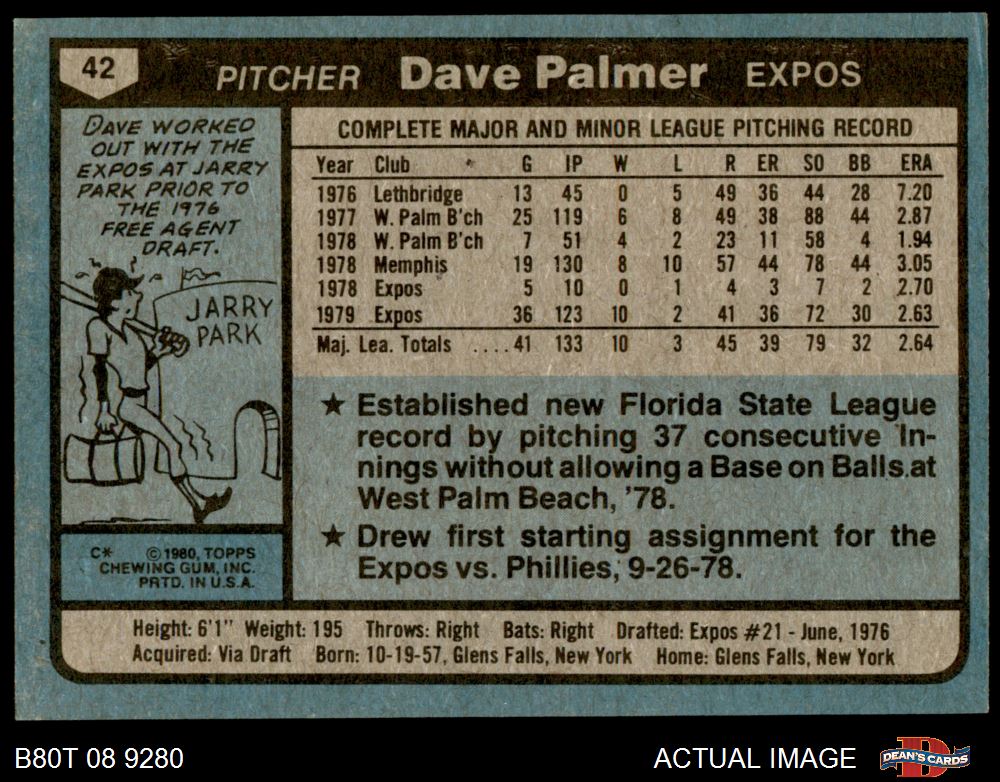 42 PITCHER Dave Palmer EXPOS
DAVE WORKED
OUT WITH THE
EXPOS AT JARRY
PARK PRIOR TO
THE 1976
FREE AGENT
DRAFT.
JARRY
PARK
C* ©1980, TOPPS
CHEWING GUM, INC.
PRTD. IN U.S.A.
COMPLETE MAJOR AND MINOR LEAGUE PITCHING RECORD
Year Club G IP W L R ER SO BB ERA
1976 Lethbridge 13 45 0 5 49 36 44 28 7.20
1977 W. Palm B'ch 25 119 6 8 49 38 88 44 2.87
1978 W. Palm B'ch 7 51 4 2 23 11 58 4 1.94
1978 Memphis 19 130 8 10 57 44 78 44 3.05
1978 Expos 5 10 0 1 4 3 7 2 2.70
1979 Expos 36 123 10 2 41 36 72 30 2.63
Maj. Lea. Totals ....41 133 10 3 45 39 79 32 2.64
★ Established new Florida State League
record by pitching 37 consecutive In-
nings without allowing a Base on Balls at
West Palm Beach, '78.
★ Drew first starting assignment for the
Expos vs. Phillies, 9-26-78.
Height: 6'1" Weight: 195 Throws: Right Bats: Right Drafted: Expos #21 - June, 1976
Acquired: Via Draft Born: 10-19-57, Glens Falls, New York Home: Glens Falls, New York
B80T 08 9280 ACTUAL IMAGE DEAN'S CARDS